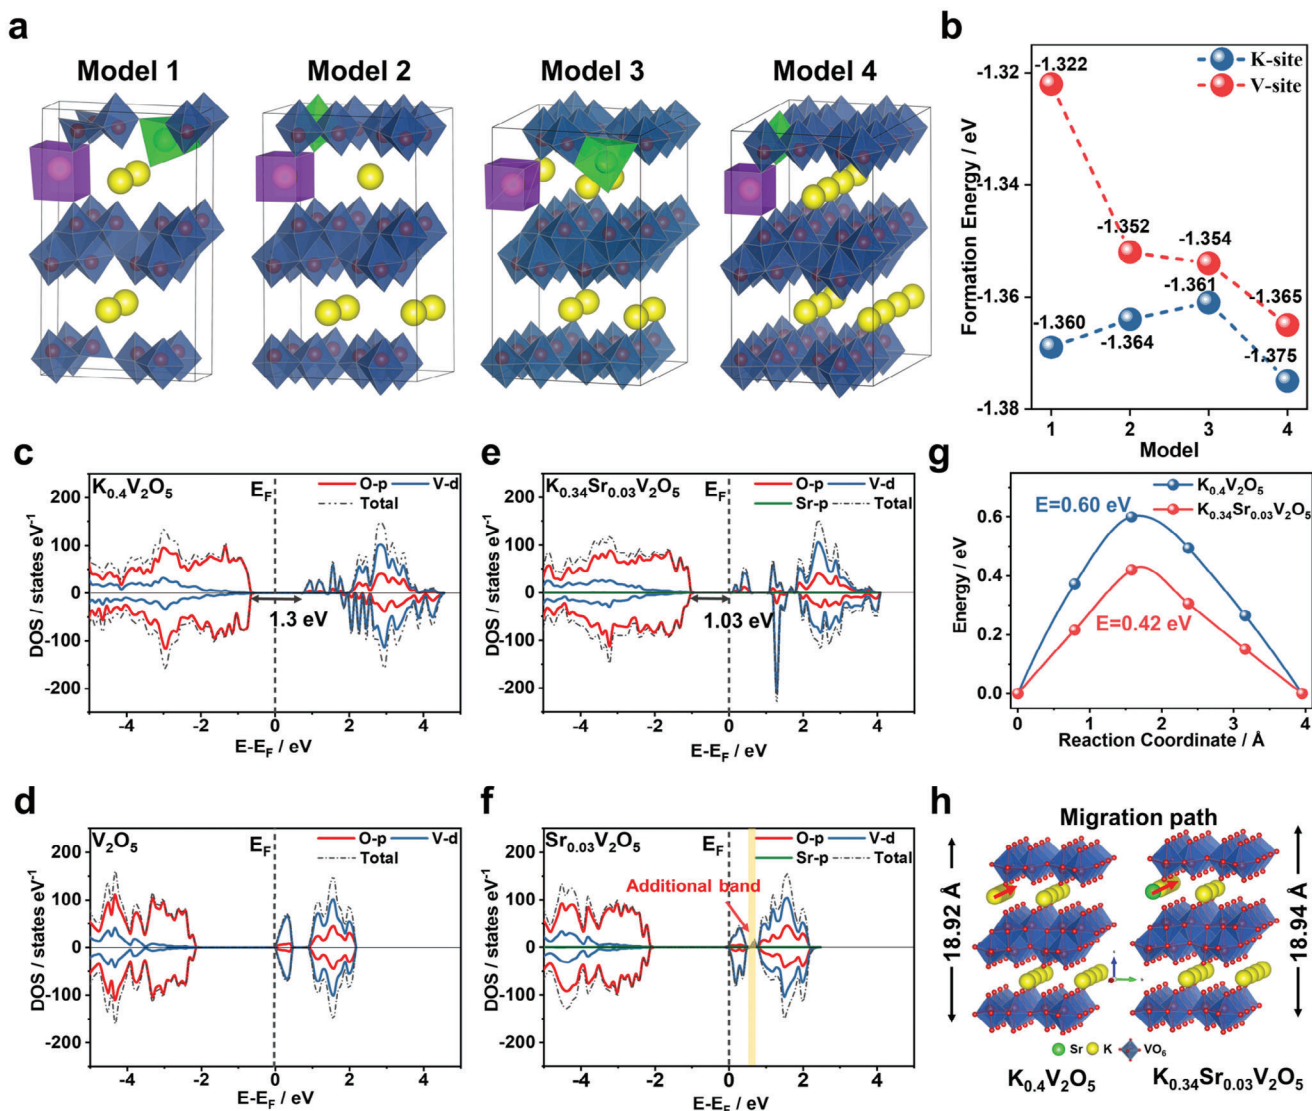 a
Model 1
Model 2
Model 3
Model 4
b
Formation Energy / eV
-1.32
-1.34
-1.36
-1.38
-1.322
-1.352
-1.354
-1.365
-1.360
-1.364
-1.361
-1.375
K-site
V-site
1
2
3
4
Model
c
K0.4V2O5
EF
O-p
V-d
Total
200
100
0
-100
-200
DOS / states eV-1
1.3 eV
-4
-2
0
2
4
E-EF / eV
e
K0.34Sr0.03V2O5
EF
O-p
V-d
Sr-p
Total
200
100
0
-100
-200
DOS / states eV-1
1.03 eV
-4
-2
0
2
4
E-EF / eV
g
K0.4V2O5
K0.34Sr0.03V2O5
E=0.60 eV
E=0.42 eV
0.6
0.4
0.2
0.0
Energy / eV
0
1
2
3
4
Reaction Coordinate / Å
d
V2O5
EF
O-p
V-d
Total
200
100
0
-100
-200
DOS / states eV-1
-4
-2
0
2
4
E-EF / eV
f
Sr0.03V2O5
EF
O-p
V-d
Sr-p
Total
Additional band
200
100
0
-100
-200
DOS / states eV-1
-4
-2
0
2
4
E-EF / eV
h
Migration path
18.92 Å
18.94 Å
Sr
K
VO6
K0.4V2O5
K0.34Sr0.03V2O5